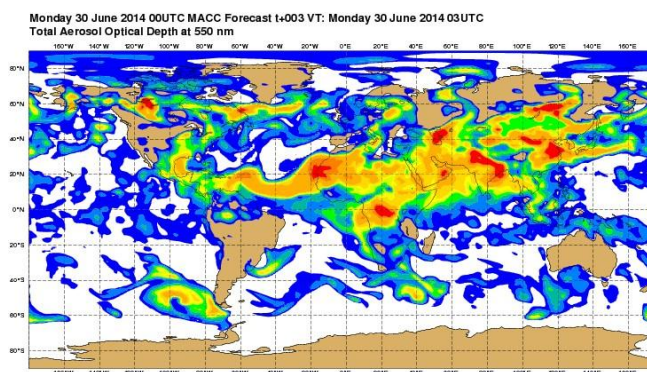 Monday 30 June 2014 00UTC MACC Forecast t+003 VT: Monday 30 June 2014 03UTC
Total Aerosol Optical Depth at 550 nm
160°W 140°W 120°W 100°W 80°W 60°W 40°W 20°W 0°E 20°E 40°E 60°E 80°E 100°E 120°E 140°E 160°E
80°N
60°N
40°N
20°N
0°N
20°S
40°S
60°S
80°S